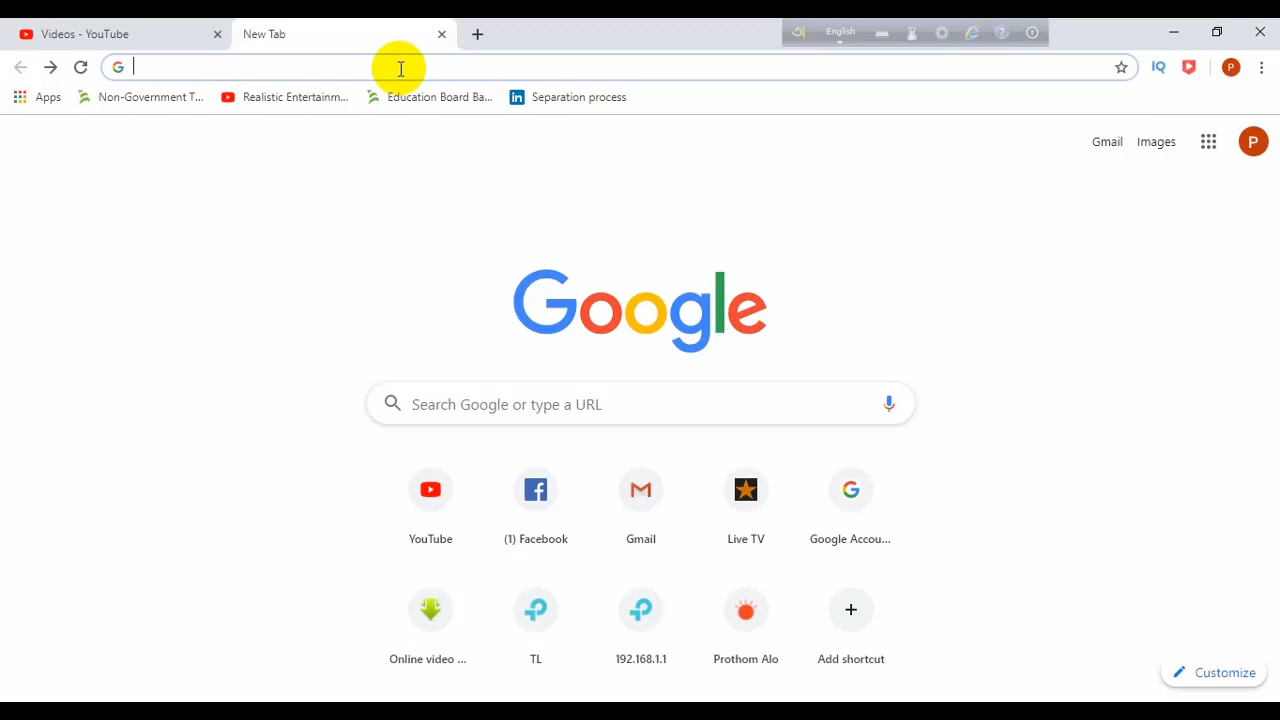 Videos - YouTube
New Tab
English
Apps
Non-Government T...
Realistic Entertainm...
Education Board Ba...
Separation process
Gmail
Images
P
P
Google
Search Google or type a URL
YouTube
(1) Facebook
Gmail
Live TV
Google Accou...
Online video ...
TL
192.168.1.1
Prothom Alo
Add shortcut
Customize